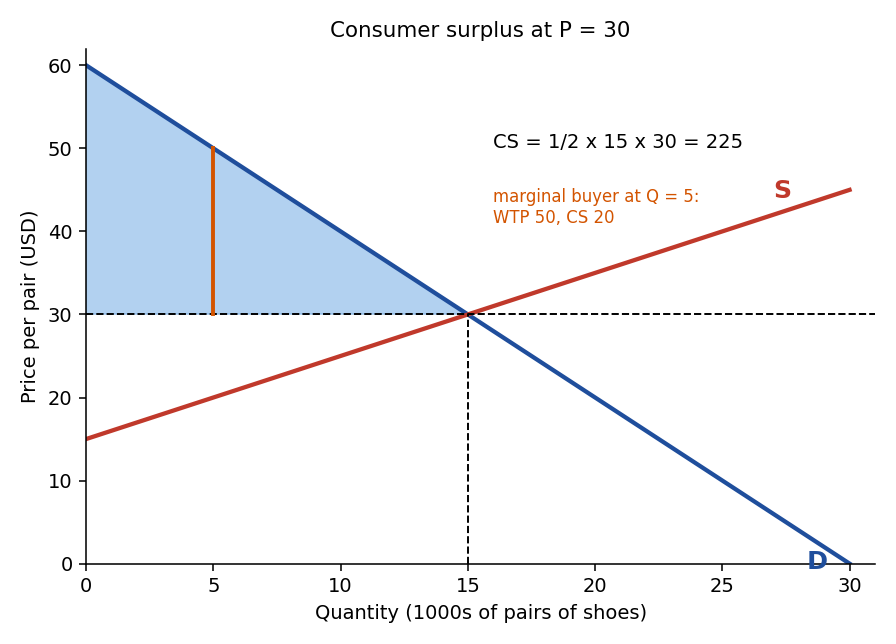 Consumer surplus at P = 30
60
50
40
30
20
10
0
Price per pair (USD)
CS = 1/2 x 15 x 30 = 225
marginal buyer at Q = 5:
WTP 50, CS 20
S
D
0 5 10 15 20 25 30
Quantity (1000s of pairs of shoes)